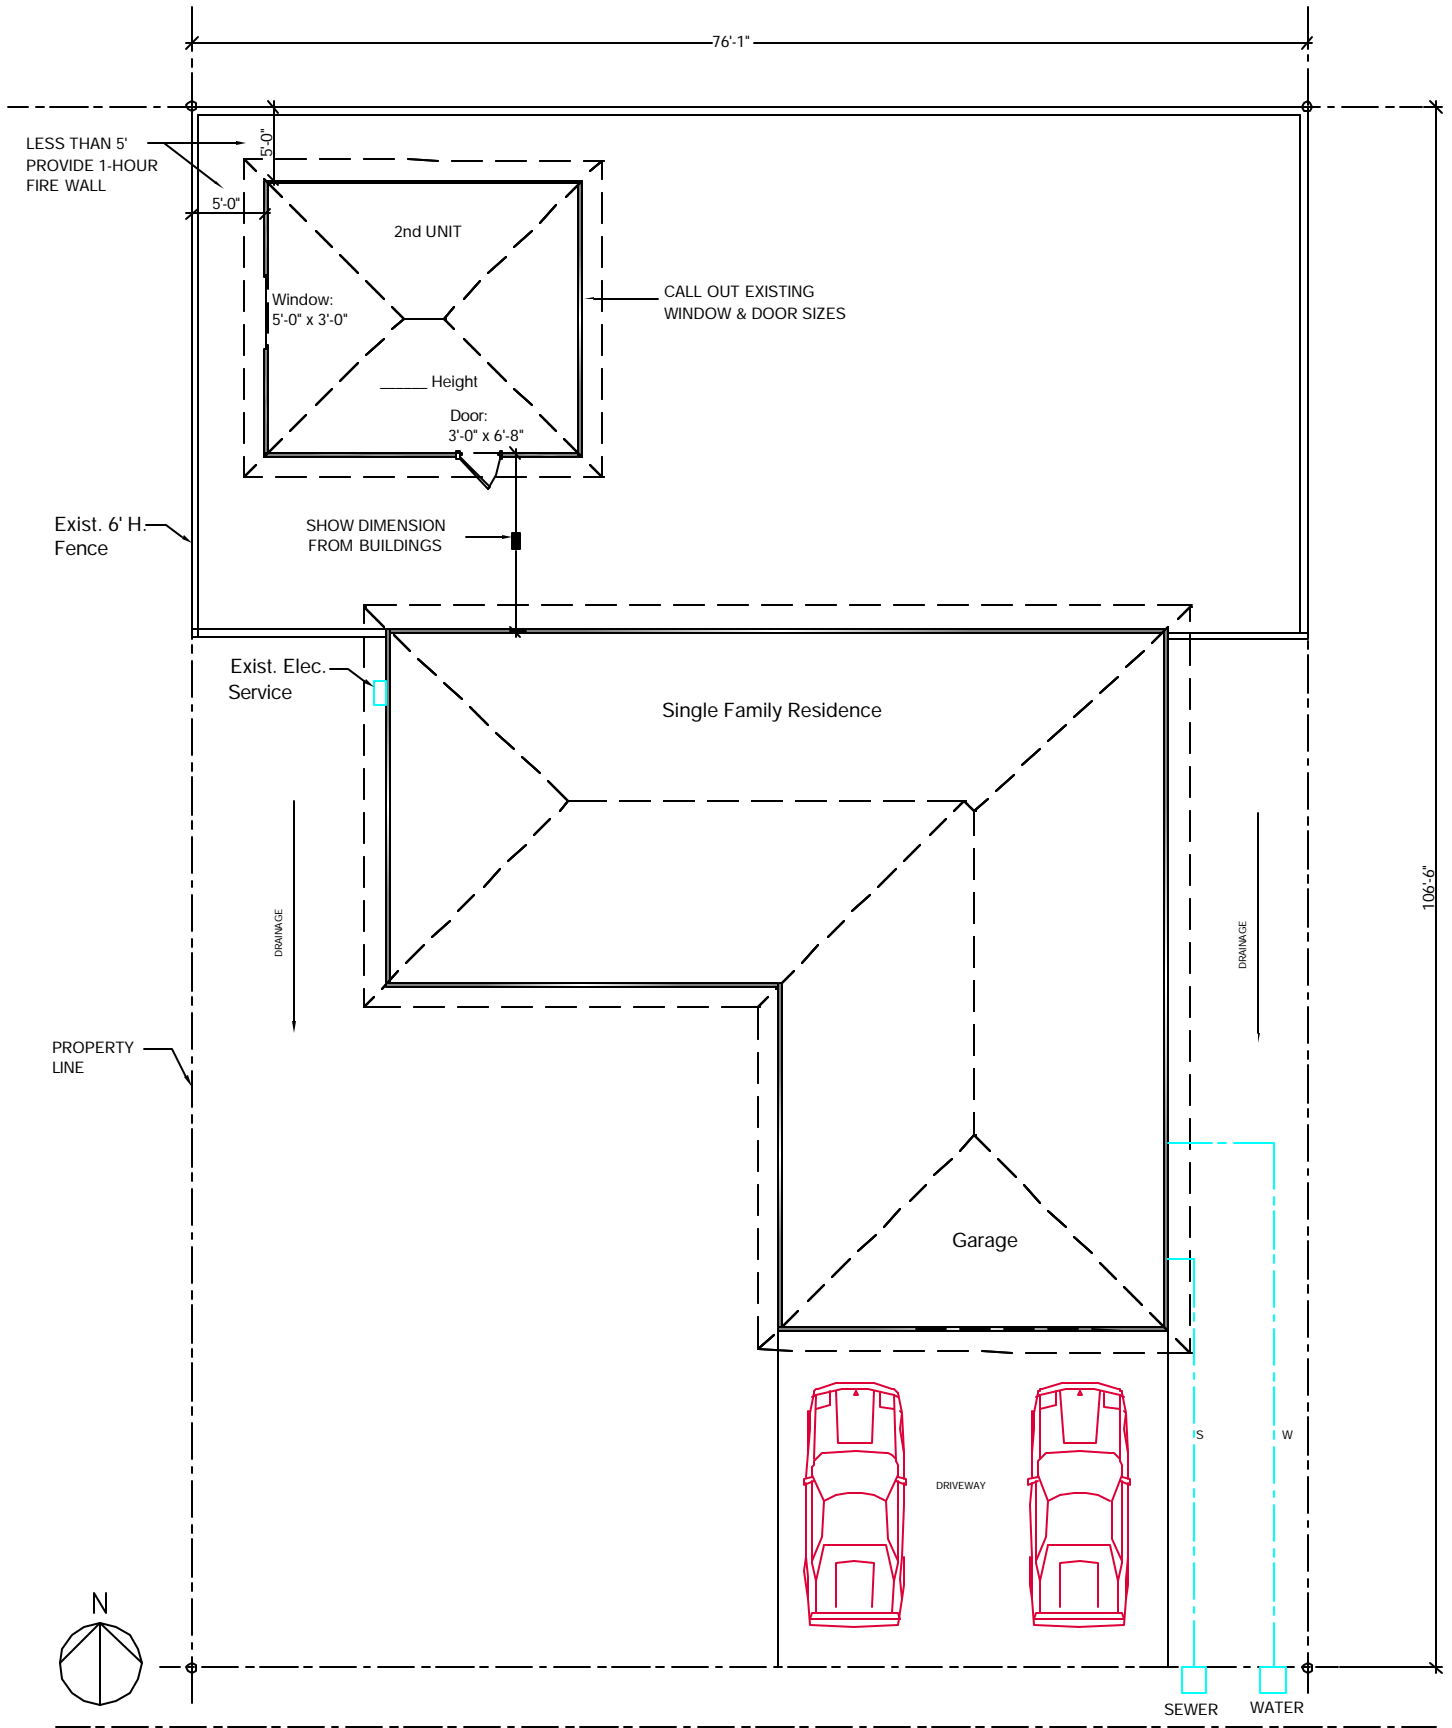 76'-1"
LESS THAN 5'
PROVIDE 1-HOUR
FIRE WALL
5'-0"
5'-0"
2nd UNIT
Window:
5'-0" x 3'-0"
CALL OUT EXISTING
WINDOW & DOOR SIZES
______ Height
Door:
3'-0" x 6'-8"
Exist. 6' H.
Fence
SHOW DIMENSION
FROM BUILDINGS
Exist. Elec.
Service
Single Family Residence
106'-6"
DRAINAGE
DRAINAGE
PROPERTY
LINE
Garage
S
W
DRIVEWAY
N
SEWER
WATER